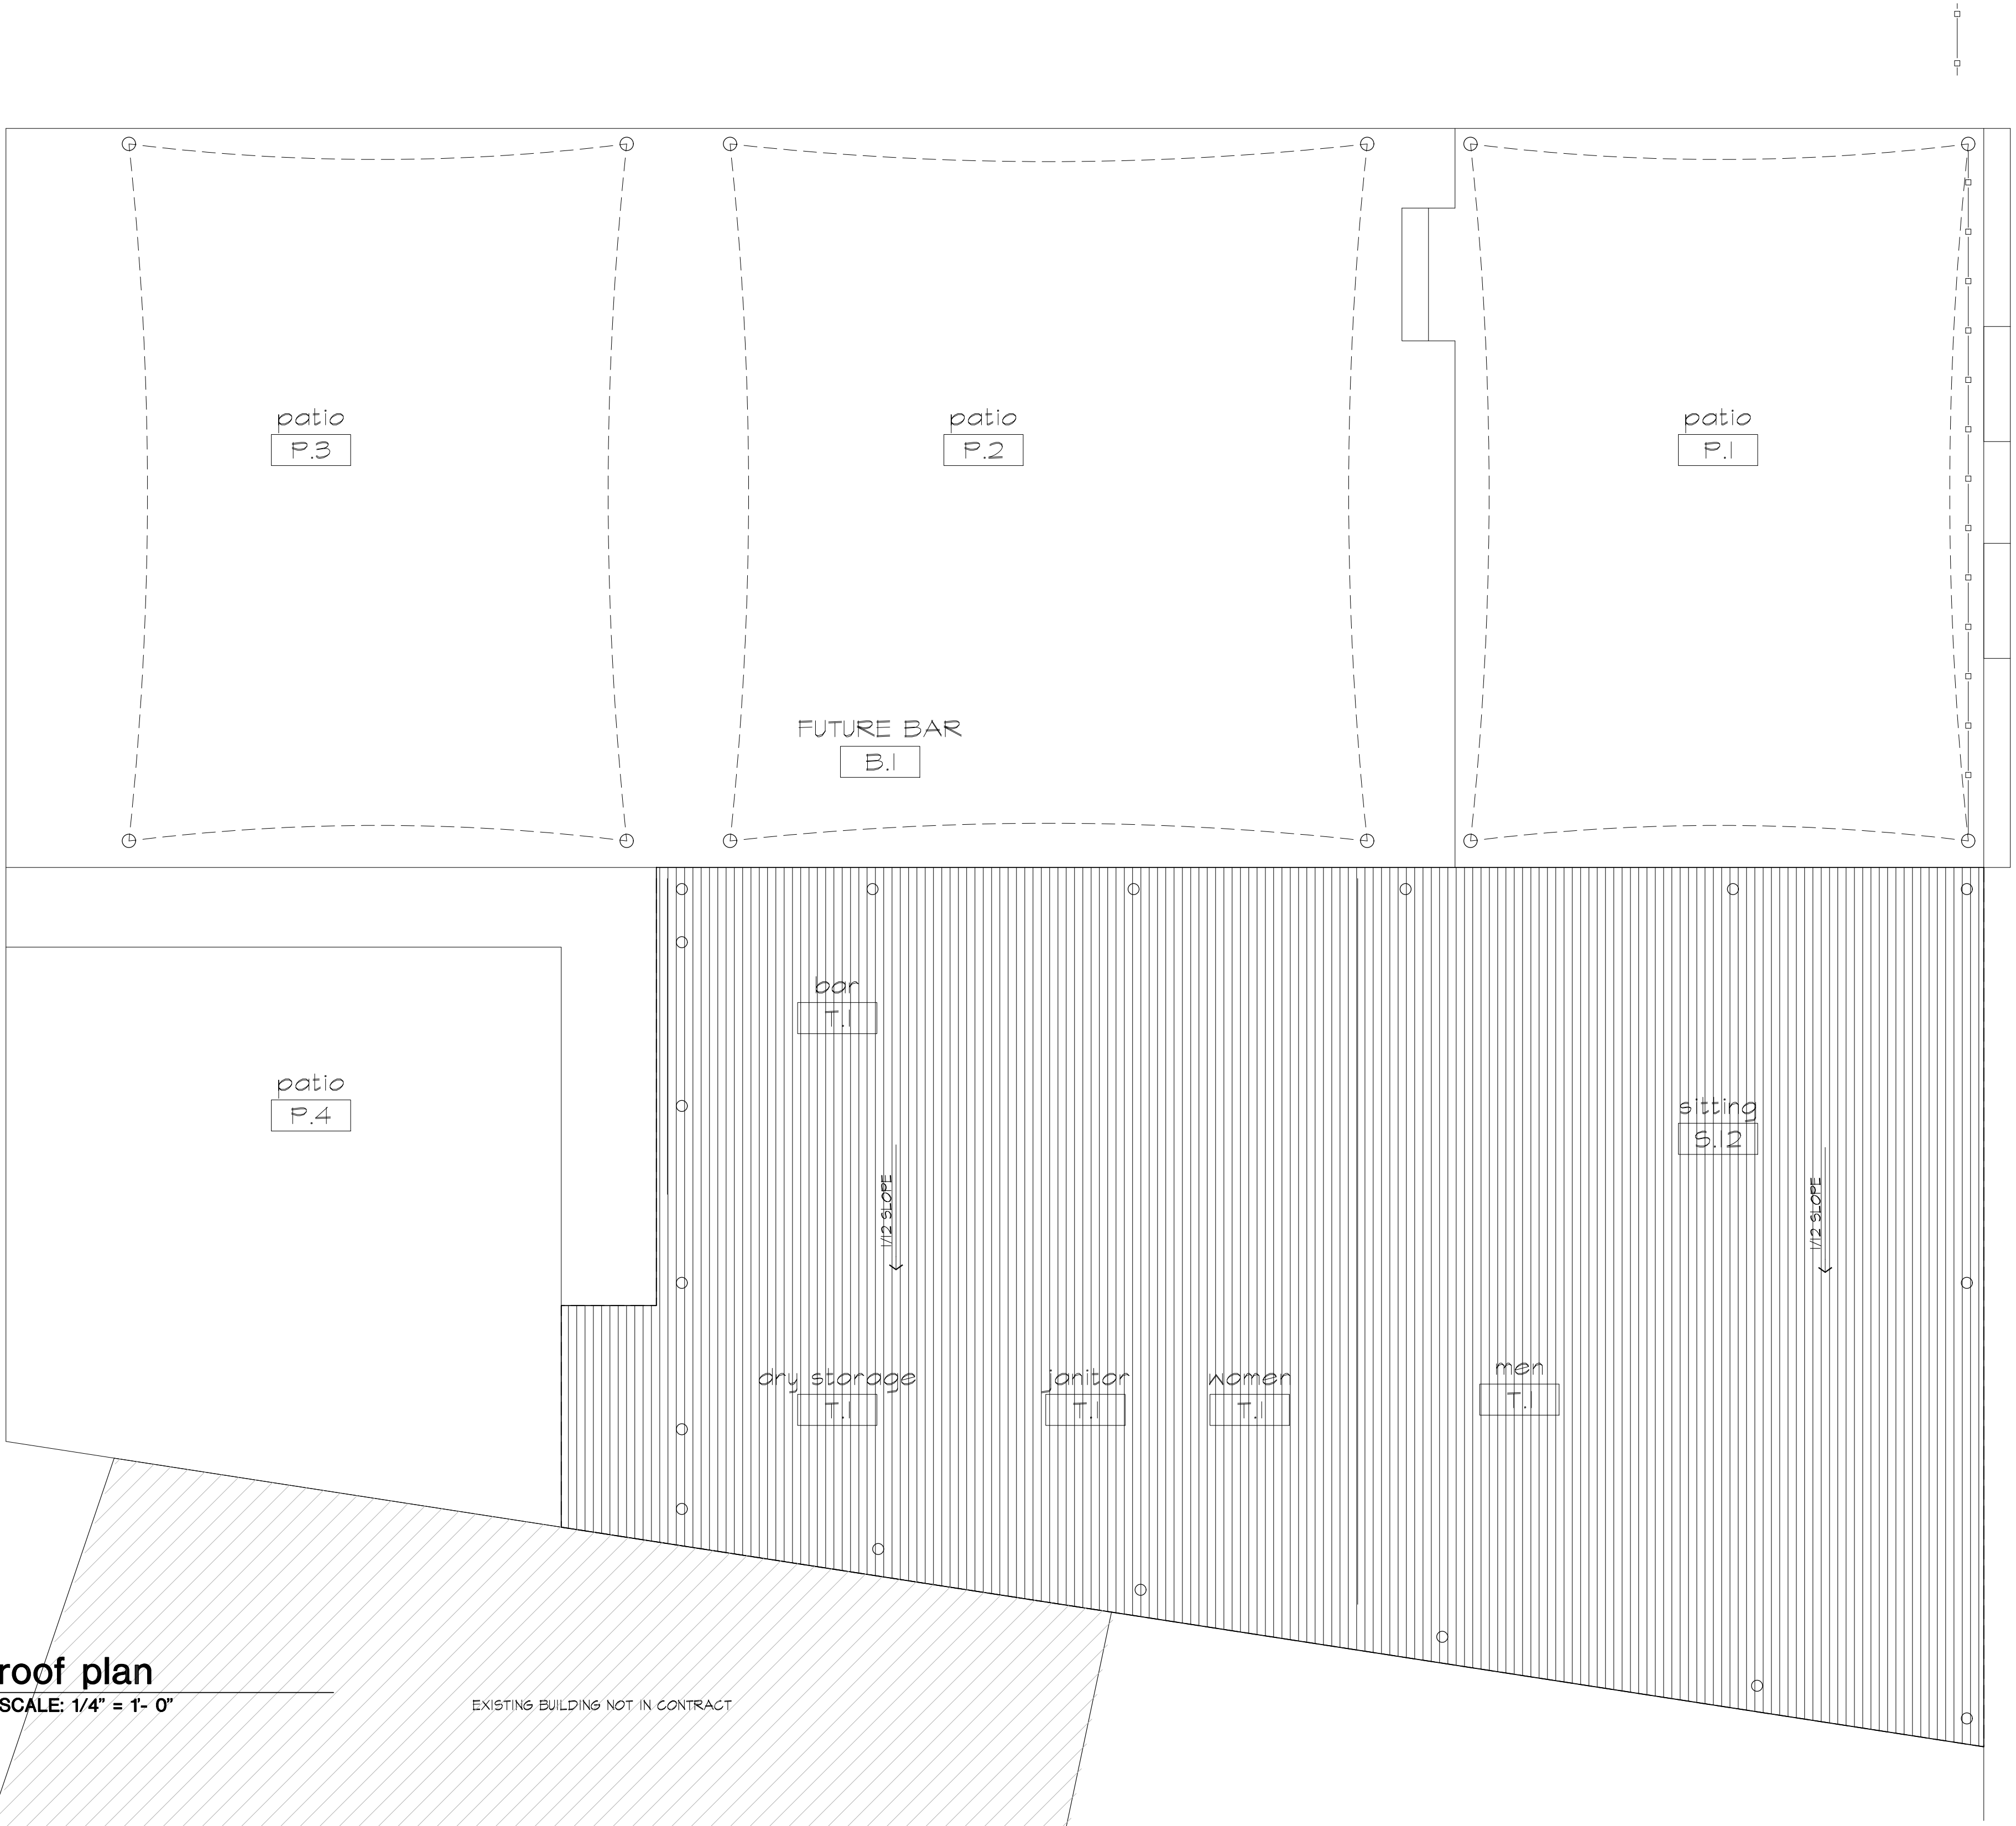 patio
P.3
patio
P.2
patio
P.1
FUTURE BAR
B.1
bar
T.1
patio
P.4
sitting
S.12
1/12 SLOPE
1/12 SLOPE
dry storage
T.1
janitor
T.1
women
T.1
men
T.1
roof plan
SCALE: 1/4" = 1'- 0"
EXISTING BUILDING NOT IN CONTRACT